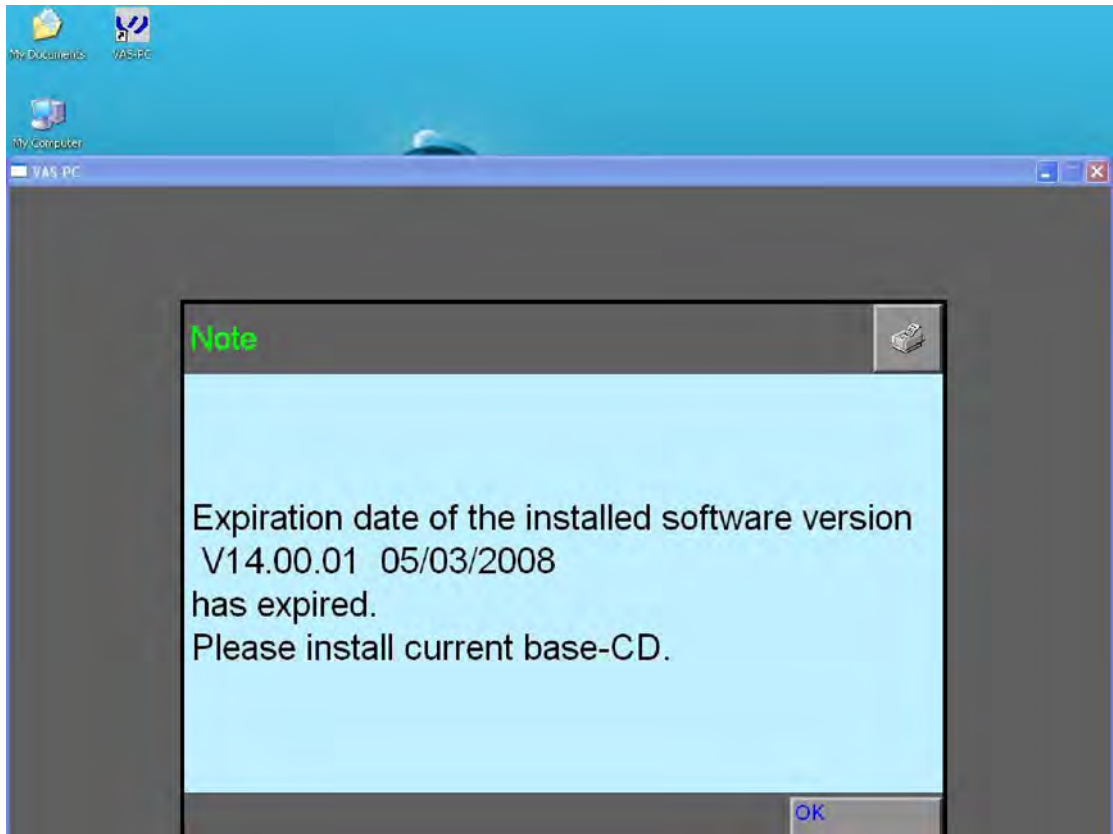 My Documents
VAS-PC
My Computer
VAS PC
Note
Expiration date of the installed software version
V14.00.01 05/03/2008
has expired.
Please install current base-CD.
OK